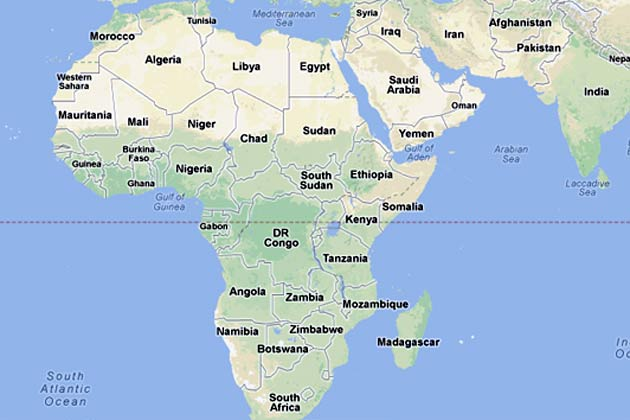 Mediterranean
Sea
Tunisia
Morocco
Syria
Iraq
Iran
Afghanistan
Pakistan
Nepa
Algeria
Libya
Egypt
Western
Sahara
Saudi
Arabia
India
Oman
Mauritania
Mali
Niger
Chad
Sudan
Yemen
Gulf of
Aden
Arabian
Sea
Burkina
Faso
Guinea
Nigeria
Ghana
South
Sudan
Ethiopia
Laccadive
Sea
Gulf of
Guinea
Somalia
Gabon
Kenya
DR
Congo
Tanzania
Angola
Zambia
Mozambique
Namibia
Zimbabwe
Madagascar
Botswana
In
Oc
South
Atlantic
Ocean
South
Africa